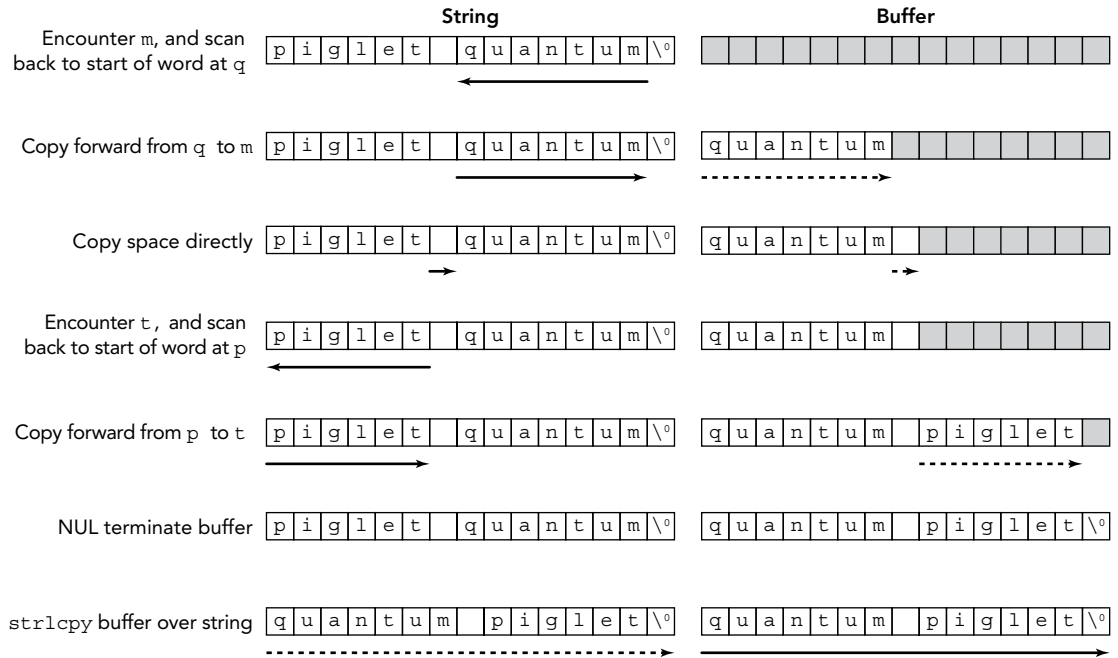 String Buffer
Encounter m, and scan
back to start of word at q
p i g l e t q u a n t u m \0
Copy forward from q to m
p i g l e t q u a n t u m \0 q u a n t u m
Copy space directly
p i g l e t q u a n t u m \0 q u a n t u m
Encounter t, and scan
back to start of word at p
p i g l e t q u a n t u m \0 q u a n t u m
Copy forward from p to t
p i g l e t q u a n t u m \0 q u a n t u m p i g l e t
NUL terminate buffer
p i g l e t q u a n t u m \0 q u a n t u m p i g l e t \0
strlcpy buffer over string
q u a n t u m p i g l e t \0 q u a n t u m p i g l e t \0